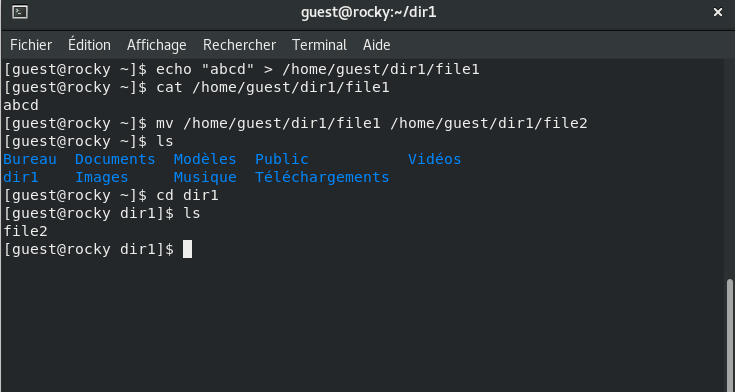 guest@rocky:~/dir1
Fichier Édition Affichage Rechercher Terminal Aide
[guest@rocky ~]$ echo "abcd" > /home/guest/dir1/file1
[guest@rocky ~]$ cat /home/guest/dir1/file1
abcd
[guest@rocky ~]$ mv /home/guest/dir1/file1 /home/guest/dir1/file2
[guest@rocky ~]$ ls
Bureau  Documents  Modèles  Public           Vidéos
dir1    Images     Musique  Téléchargements
[guest@rocky ~]$ cd dir1
[guest@rocky dir1]$ ls
file2
[guest@rocky dir1]$